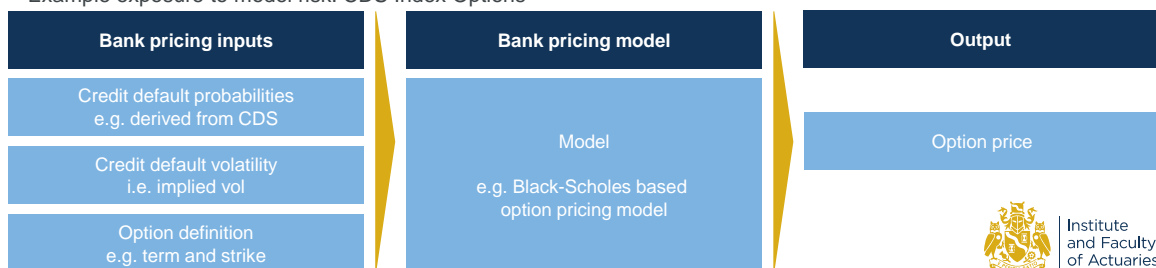 Example exposure to model risk: CDS Index Options
Bank pricing inputs
Credit default probabilities
e.g. derived from CDS
Credit default volatility
i.e. implied vol
Option definition
e.g. term and strike
Bank pricing model
Model
e.g. Black-Scholes based
option pricing model
Output
Option price
Institute
and Faculty
of Actuaries